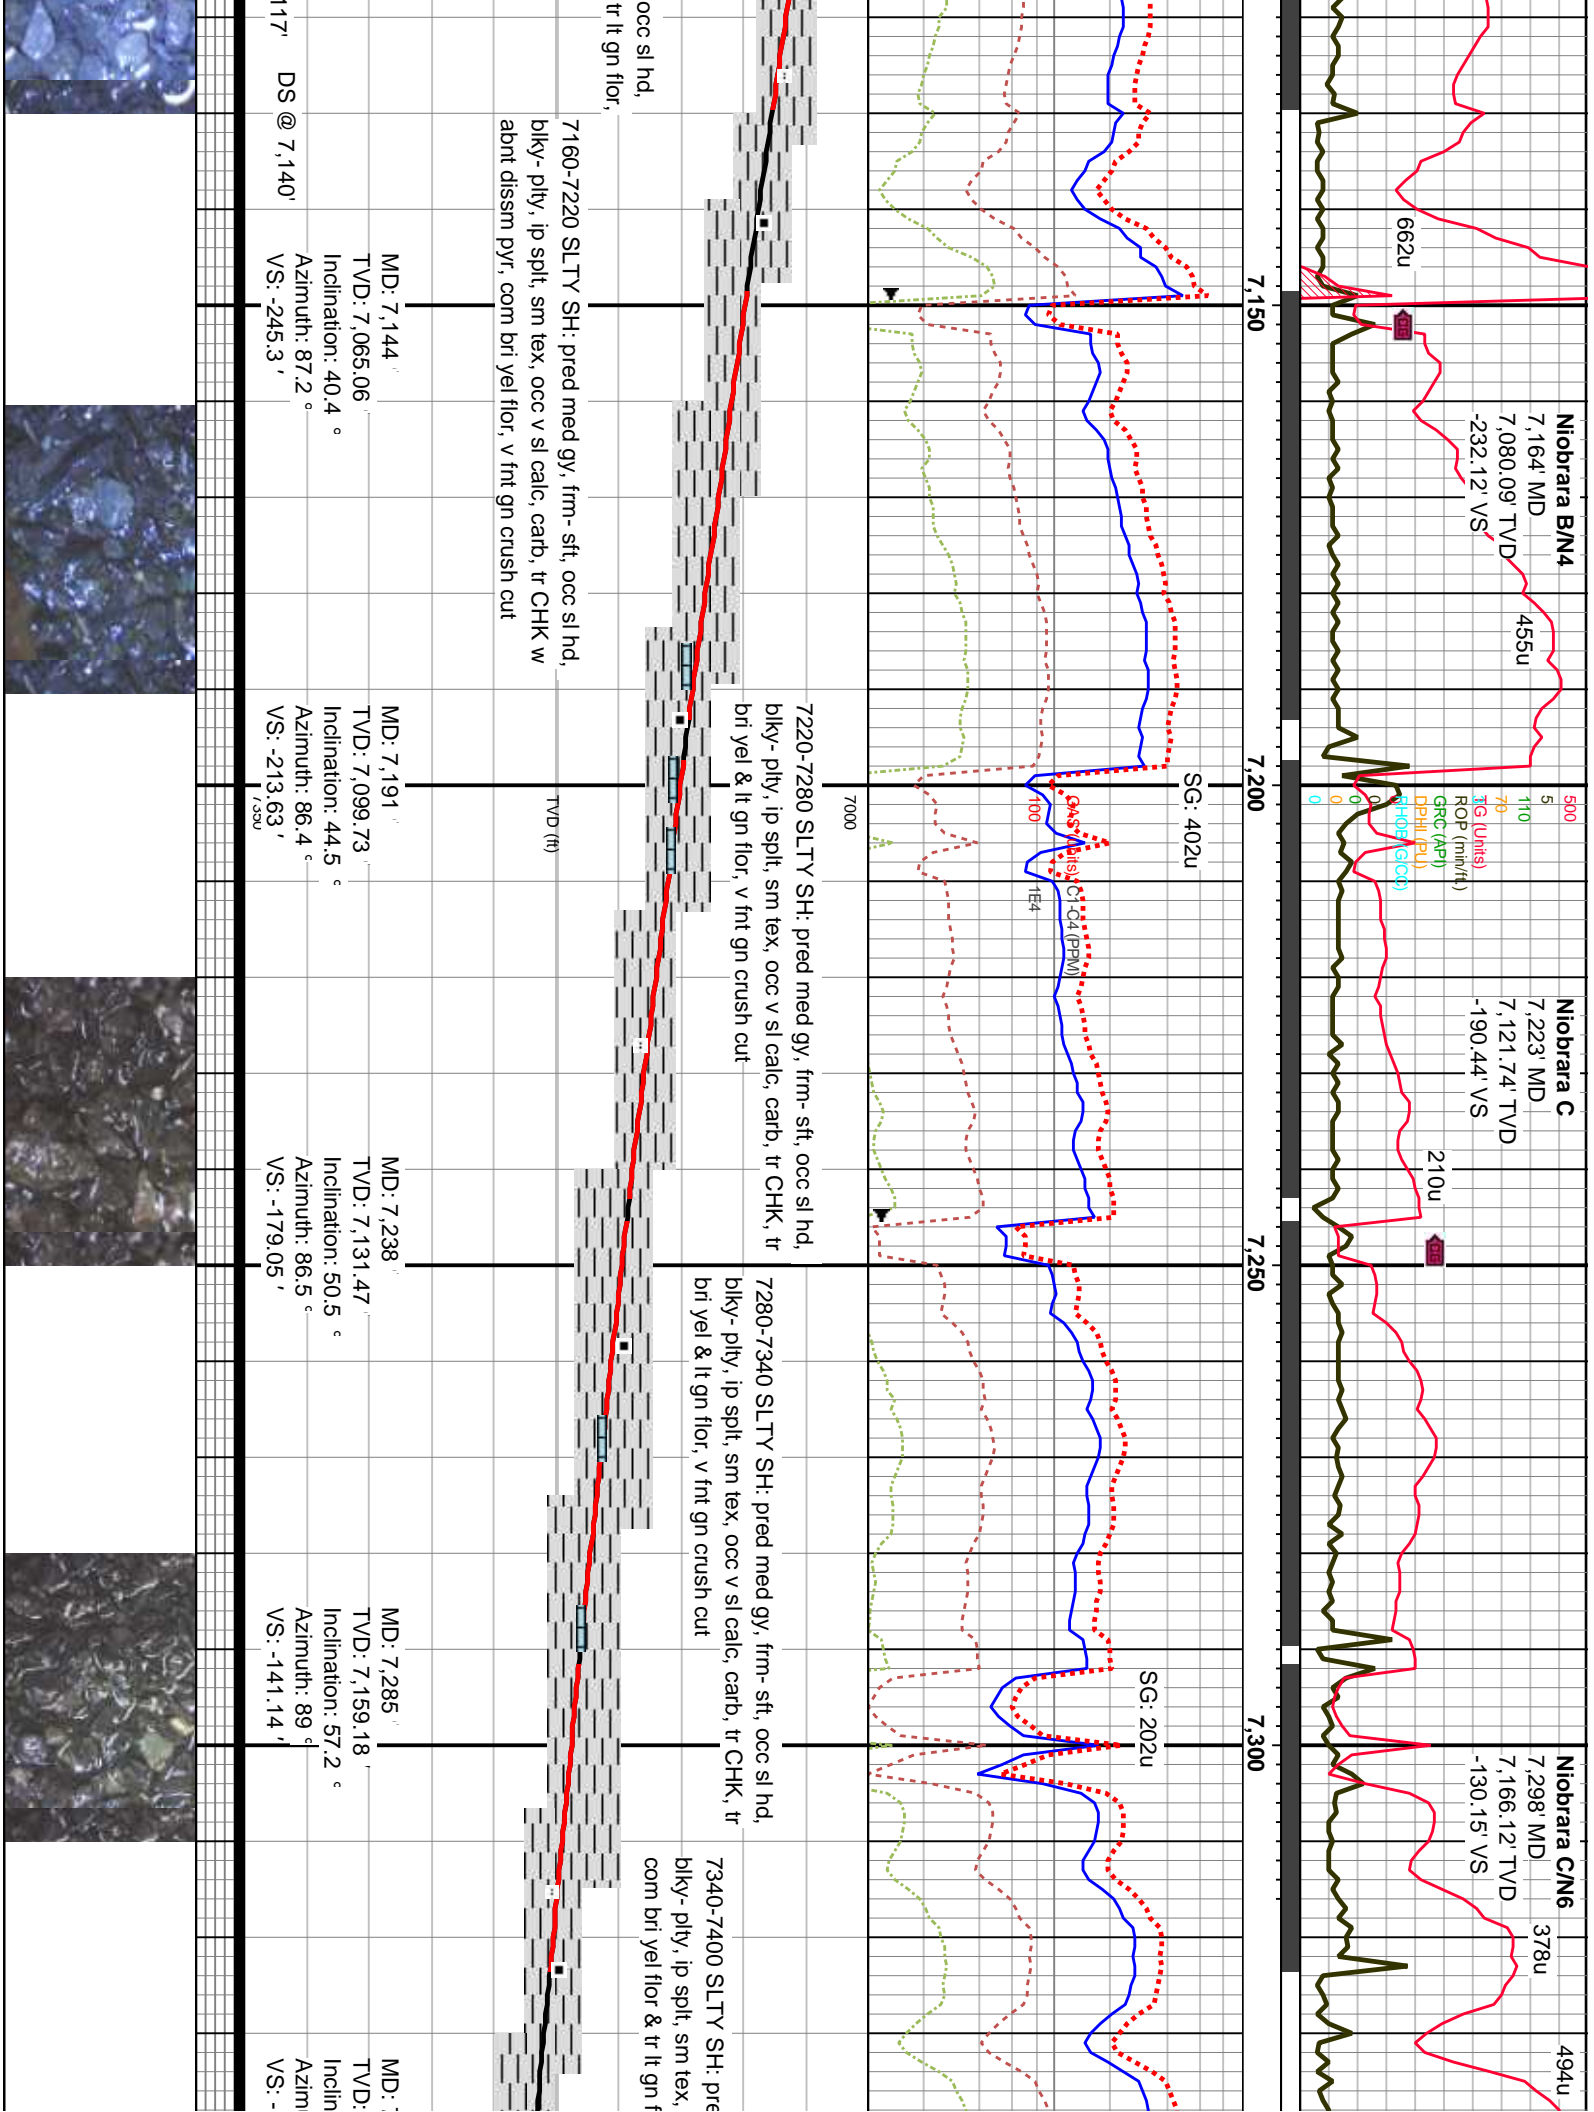 Niobrara B/N4
7,164' MD
7,080.09' TVD
-232.12' VS
Niobrara C
7,223' MD
7,121.74' TVD
-190.44' VS
Niobrara C/N6
7,298' MD
7,166.12' TVD
-130.15' VS
662u
455u
210u
378u
494u
500
5
110
70
0
0
0
0
TG (Units)
ROP (min/ft)
GRC (API)
DPHI (PU)
RHOB (G/CC)
7,150
7,200
7,250
7,300
SG: 402u
SG: 202u
GAS (Units)
100
C1-C4 (PPM)
1E4
7000
TVD (ft)
7350
occ sl hd,
tr lt gn flor,
7160-7220 SLTY SH: pred med gy, frm- sft, occ sl hd,
blky- plty, ip splt, sm tex, occ v sl calc, carb, tr CHK w
abnt dissm pyr, com bri yel flor, v fnt gn crush cut
7220-7280 SLTY SH: pred med gy, frm- sft, occ sl hd,
blky- plty, ip splt, sm tex, occ v sl calc, carb, tr CHK, tr
bri yel & lt gn flor, v fnt gn crush cut
7280-7340 SLTY SH: pred med gy, frm- sft, occ sl hd,
blky- plty, ip splt, sm tex, occ v sl calc, carb, tr CHK, tr
bri yel & lt gn flor, v fnt gn crush cut
7340-7400 SLTY SH: pre
blky- plty, ip splt, sm tex,
com bri yel flor & tr lt gn f
117'
DS @ 7,140'
MD: 7,144 '
TVD: 7,065.06 '
Inclination: 40.4 °
Azimuth: 87.2 °
VS: -245.3 '
MD: 7,191 '
TVD: 7,099.73 '
Inclination: 44.5 °
Azimuth: 86.4 °
VS: -213.63 '
MD: 7,238 '
TVD: 7,131.47 '
Inclination: 50.5 °
Azimuth: 86.5 °
VS: -179.05 '
MD: 7,285 '
TVD: 7,159.18 '
Inclination: 57.2 °
Azimuth: 89 °
VS: -141.14 '
MD:
TVD:
Inclin
Azimu
VS: -